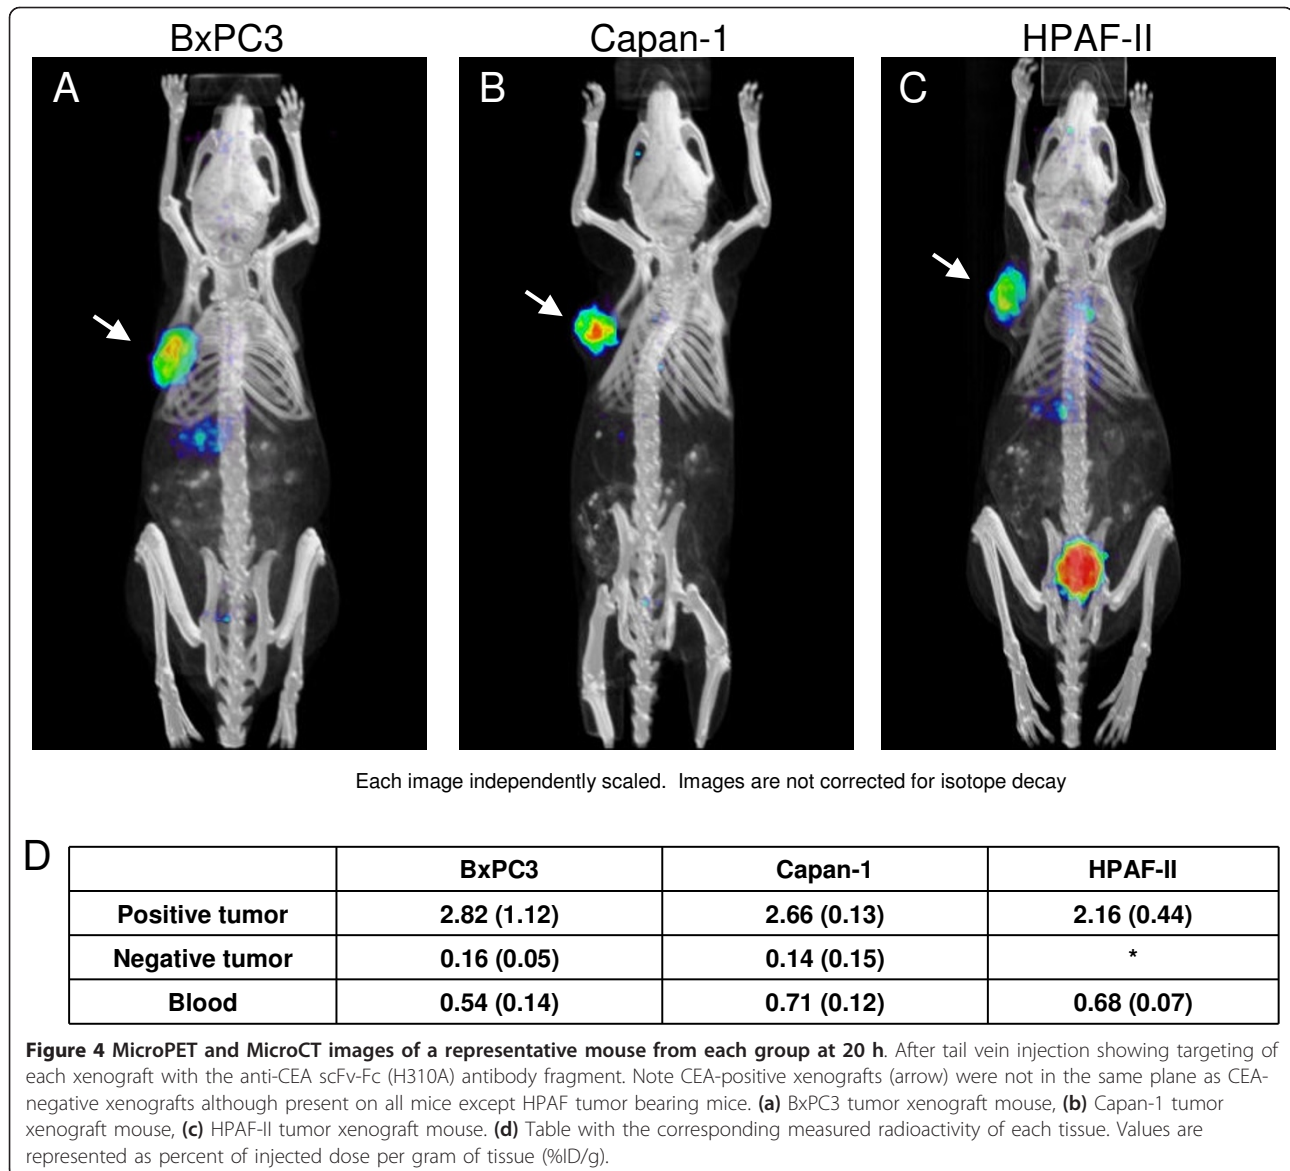 BxPC3 Capan-1 HPAF-II
A B C
Each image independently scaled. Images are not corrected for isotope decay
D
BxPC3 Capan-1 HPAF-II
Positive tumor 2.82 (1.12) 2.66 (0.13) 2.16 (0.44)
Negative tumor 0.16 (0.05) 0.14 (0.15) *
Blood 0.54 (0.14) 0.71 (0.12) 0.68 (0.07)
Figure 4 MicroPET and MicroCT images of a representative mouse from each group at 20 h. After tail vein injection showing targeting of
each xenograft with the anti-CEA scFv-Fc (H310A) antibody fragment. Note CEA-positive xenografts (arrow) were not in the same plane as CEA-
negative xenografts although present on all mice except HPAF tumor bearing mice. (a) BxPC3 tumor xenograft mouse, (b) Capan-1 tumor
xenograft mouse, (c) HPAF-II tumor xenograft mouse. (d) Table with the corresponding measured radioactivity of each tissue. Values are
represented as percent of injected dose per gram of tissue (%ID/g).